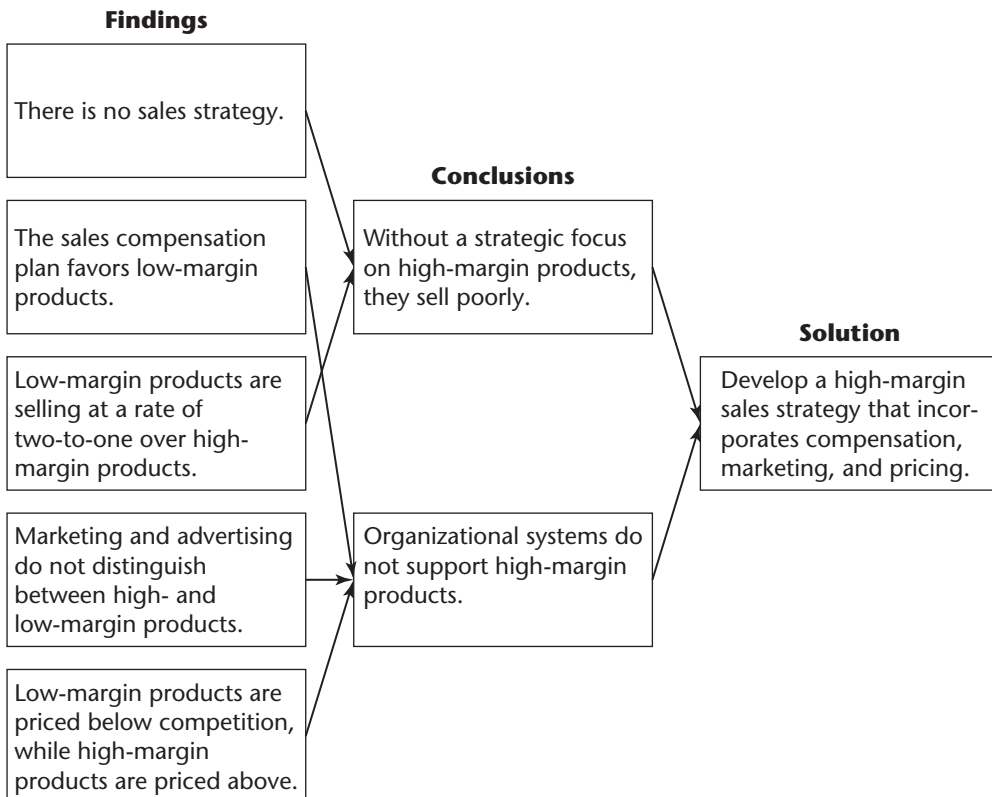 Findings
There is no sales strategy.
The sales compensation
plan favors low-margin
products.
Low-margin products are
selling at a rate of
two-to-one over high-
margin products.
Marketing and advertising
do not distinguish
between high- and
low-margin products.
Low-margin products are
priced below competition,
while high-margin
products are priced above.
Conclusions
Without a strategic focus
on high-margin products,
they sell poorly.
Organizational systems do
not support high-margin
products.
Solution
Develop a high-margin
sales strategy that incor-
porates compensation,
marketing, and pricing.